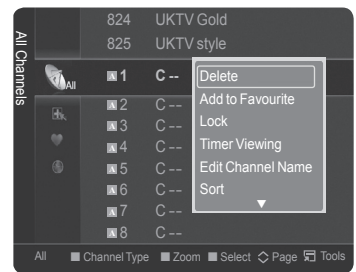 All Channels
824 UKTV Gold
825 UKTV style
All
A 1 C --
A 2 C --
A 3 C --
A 4 C --
A 5 C --
A 6 C --
A 7 C --
A 8 C --
Delete
Add to Favourite
Lock
Timer Viewing
Edit Channel Name
Sort
All Channel Type Zoom Select Page Tools